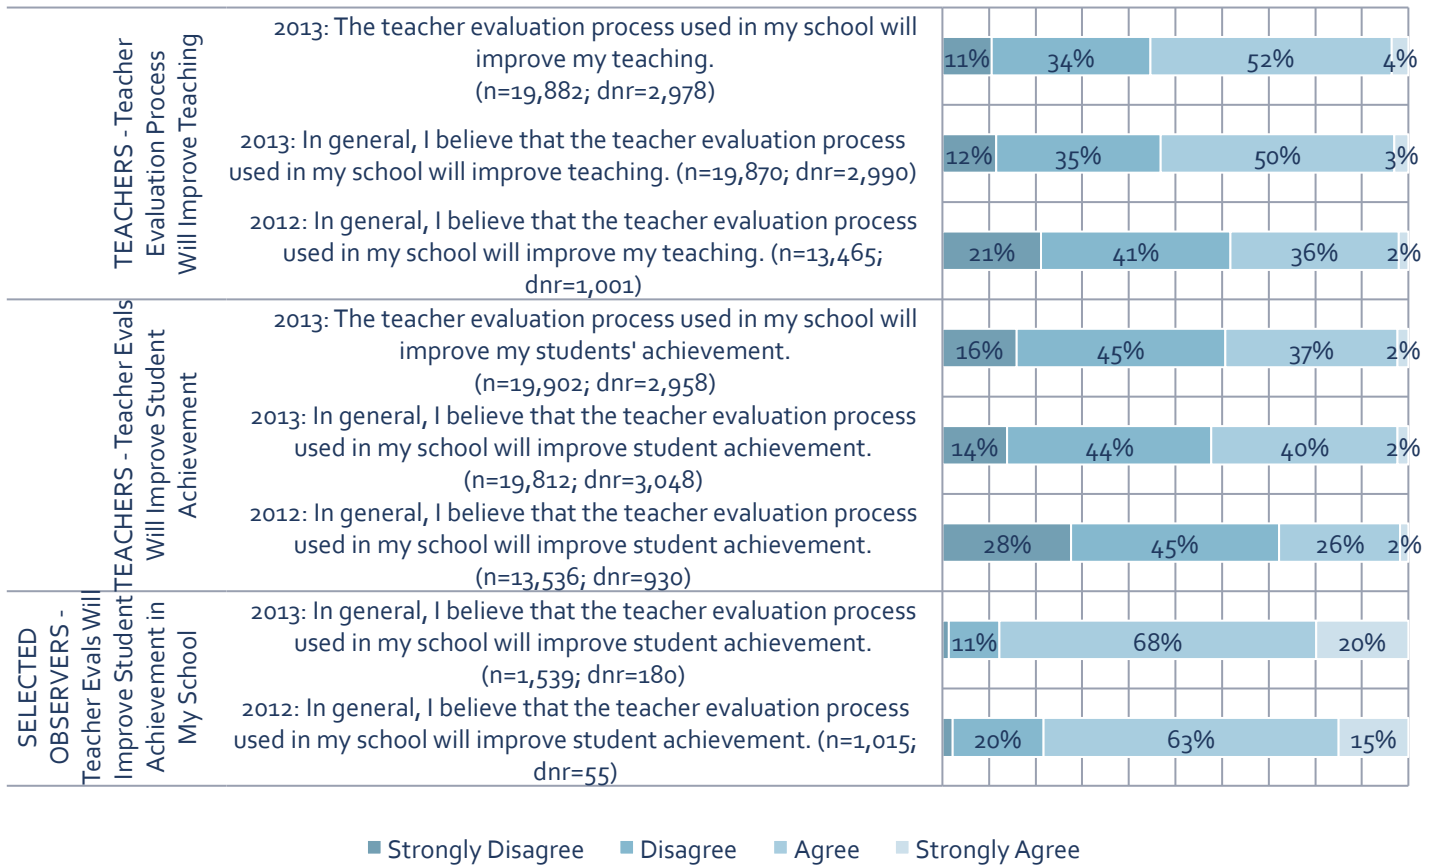 TEACHERS - Teacher
Evaluation Process
Will Improve Teaching
2013: The teacher evaluation process used in my school will
improve my teaching.
(n=19,882; dnr=2,978)
11% 34% 52% 4%
2013: In general, I believe that the teacher evaluation process
used in my school will improve teaching. (n=19,870; dnr=2,990)
12% 35% 50% 3%
2012: In general, I believe that the teacher evaluation process
used in my school will improve my teaching. (n=13,465;
dnr=1,001)
21% 41% 36% 2%
TEACHERS - Teacher Evals
Will Improve Student
Achievement
2013: The teacher evaluation process used in my school will
improve my students' achievement.
(n=19,902; dnr=2,958)
16% 45% 37% 2%
2013: In general, I believe that the teacher evaluation process
used in my school will improve student achievement.
(n=19,812; dnr=3,048)
14% 44% 40% 2%
2012: In general, I believe that the teacher evaluation process
used in my school will improve student achievement.
(n=13,536; dnr=930)
28% 45% 26% 2%
SELECTED
OBSERVERS -
Teacher Evals Will
Improve Student
Achievement in
My School
2013: In general, I believe that the teacher evaluation process
used in my school will improve student achievement.
(n=1,539; dnr=180)
11% 68% 20%
2012: In general, I believe that the teacher evaluation process
used in my school will improve student achievement. (n=1,015;
dnr=55)
20% 63% 15%
Strongly Disagree Disagree Agree Strongly Agree